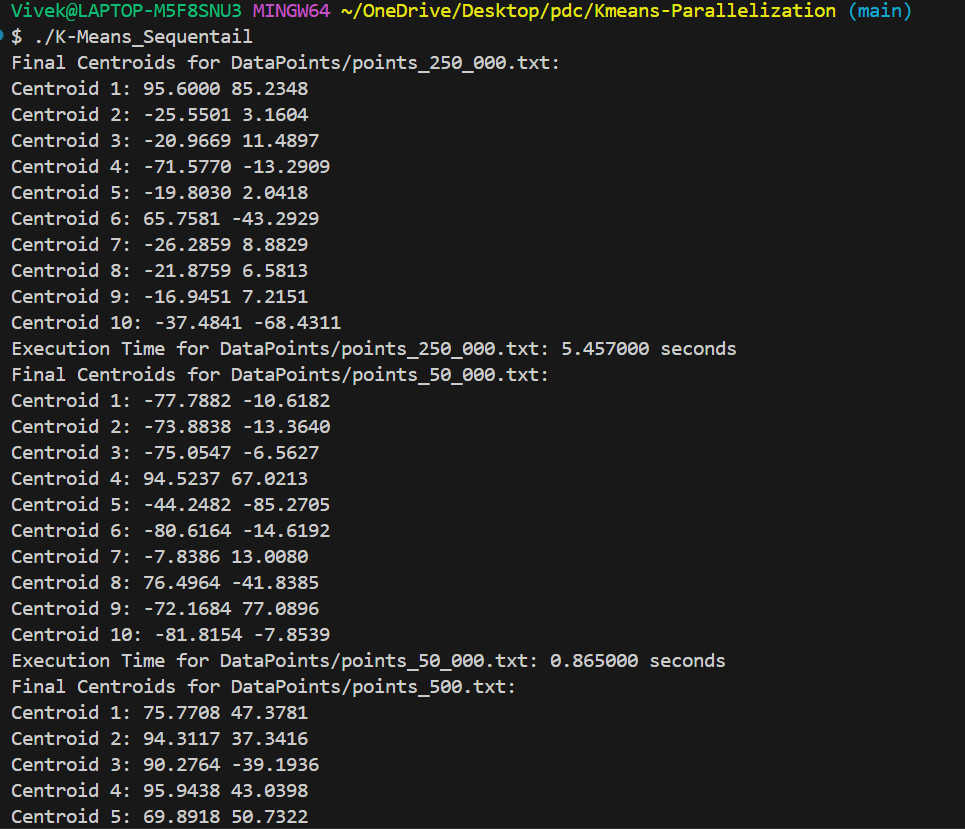 Vivek@LAPTOP-M5F8SNU3 MINGW64 ~/OneDrive/Desktop/pdc/Kmeans-Parallelization (main)
$ ./K-Means_Sequentail
Final Centroids for DataPoints/points_250_000.txt:
Centroid 1: 95.6000 85.2348
Centroid 2: -25.5501 3.1604
Centroid 3: -20.9669 11.4897
Centroid 4: -71.5770 -13.2909
Centroid 5: -19.8030 2.0418
Centroid 6: 65.7581 -43.2929
Centroid 7: -26.2859 8.8829
Centroid 8: -21.8759 6.5813
Centroid 9: -16.9451 7.2151
Centroid 10: -37.4841 -68.4311
Execution Time for DataPoints/points_250_000.txt: 5.457000 seconds
Final Centroids for DataPoints/points_50_000.txt:
Centroid 1: -77.7882 -10.6182
Centroid 2: -73.8838 -13.3640
Centroid 3: -75.0547 -6.5627
Centroid 4: 94.5237 67.0213
Centroid 5: -44.2482 -85.2705
Centroid 6: -80.6164 -14.6192
Centroid 7: -7.8386 13.0080
Centroid 8: 76.4964 -41.8385
Centroid 9: -72.1684 77.0896
Centroid 10: -81.8154 -7.8539
Execution Time for DataPoints/points_50_000.txt: 0.865000 seconds
Final Centroids for DataPoints/points_500.txt:
Centroid 1: 75.7708 47.3781
Centroid 2: 94.3117 37.3416
Centroid 3: 90.2764 -39.1936
Centroid 4: 95.9438 43.0398
Centroid 5: 69.8918 50.7322